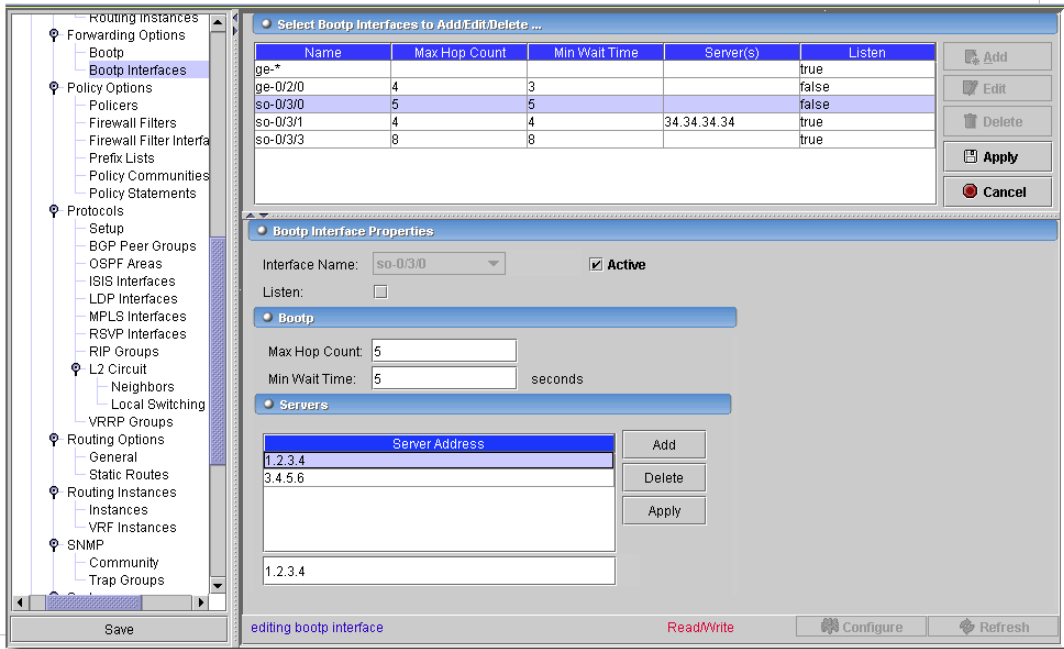 Routing Instances
Forwarding Options
Bootp
Bootp Interfaces
Policy Options
Policers
Firewall Filters
Firewall Filter Interfa
Prefix Lists
Policy Communities
Policy Statements
Protocols
Setup
BGP Peer Groups
OSPF Areas
ISIS Interfaces
LDP Interfaces
MPLS Interfaces
RSVP Interfaces
RIP Groups
L2 Circuit
Neighbors
Local Switching
VRRP Groups
Routing Options
General
Static Routes
Routing Instances
Instances
VRF Instances
SNMP
Community
Trap Groups
Save
Select Bootp Interfaces to Add/Edit/Delete ...
Name Max Hop Count Min Wait Time Server(s) Listen
ge-* true
ge-0/2/0 4 3 false
so-0/3/0 5 5 false
so-0/3/1 4 4 34.34.34.34 true
so-0/3/3 8 8 true
Add
Edit
Delete
Apply
Cancel
Bootp Interface Properties
Interface Name: so-0/3/0 Active
Listen:
Bootp
Max Hop Count: 5
Min Wait Time: 5 seconds
Servers
Server Address
1.2.3.4
3.4.5.6
Add
Delete
Apply
1.2.3.4
editing bootp interface Read/Write Configure Refresh